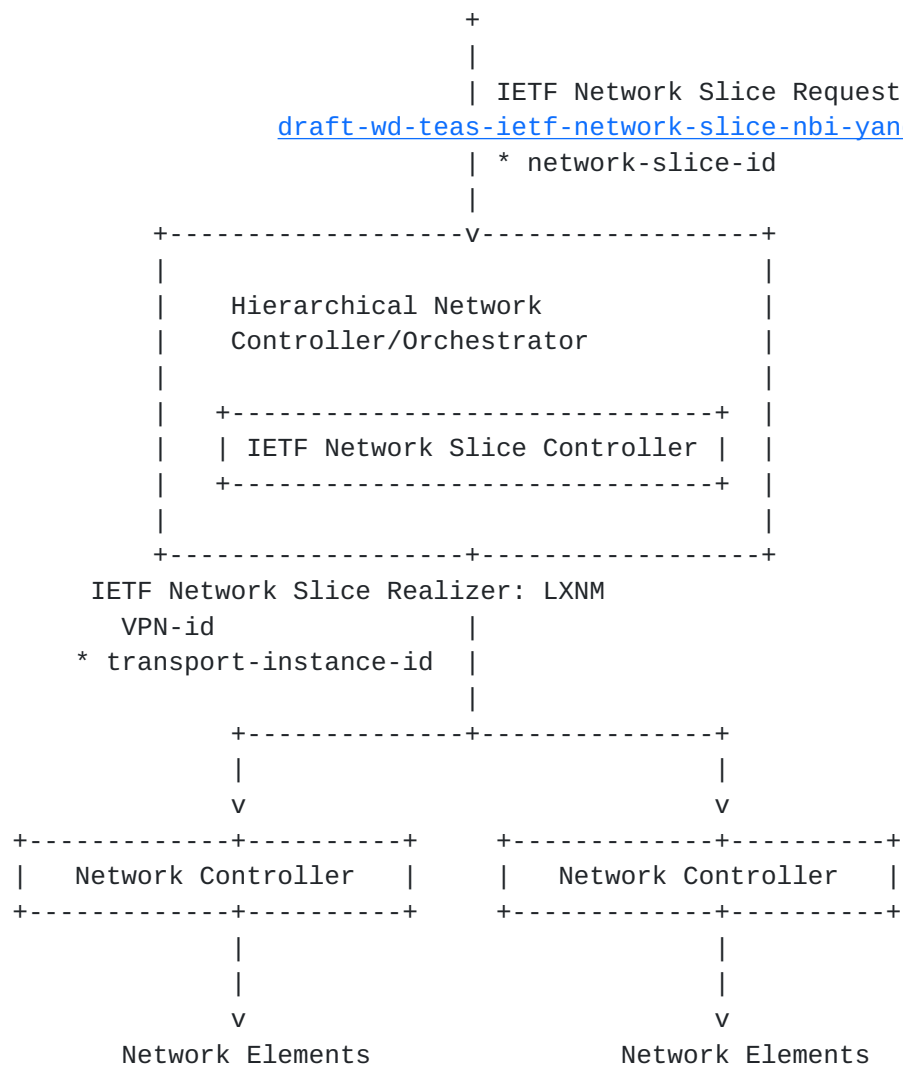 IETF Network Slice Request
draft-wd-teas-ietf-network-slice-nbi-yan
* network-slice-id
Hierarchical Network
Controller/Orchestrator
IETF Network Slice Controller
IETF Network Slice Realizer: LXNM
VPN-id
* transport-instance-id
Network Controller Network Controller
Network Elements Network Elements